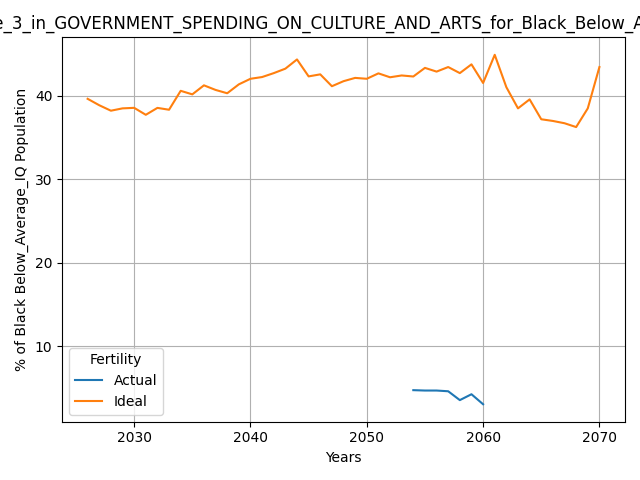 e_3_in_GOVERNMENT_SPENDING_ON_CULTURE_AND_ARTS_for_Black_Below_A
40
30
20
10
% of Black Below_Average_IQ Population
Fertility
Actual
Ideal
2030 2040 2050 2060 2070
Years